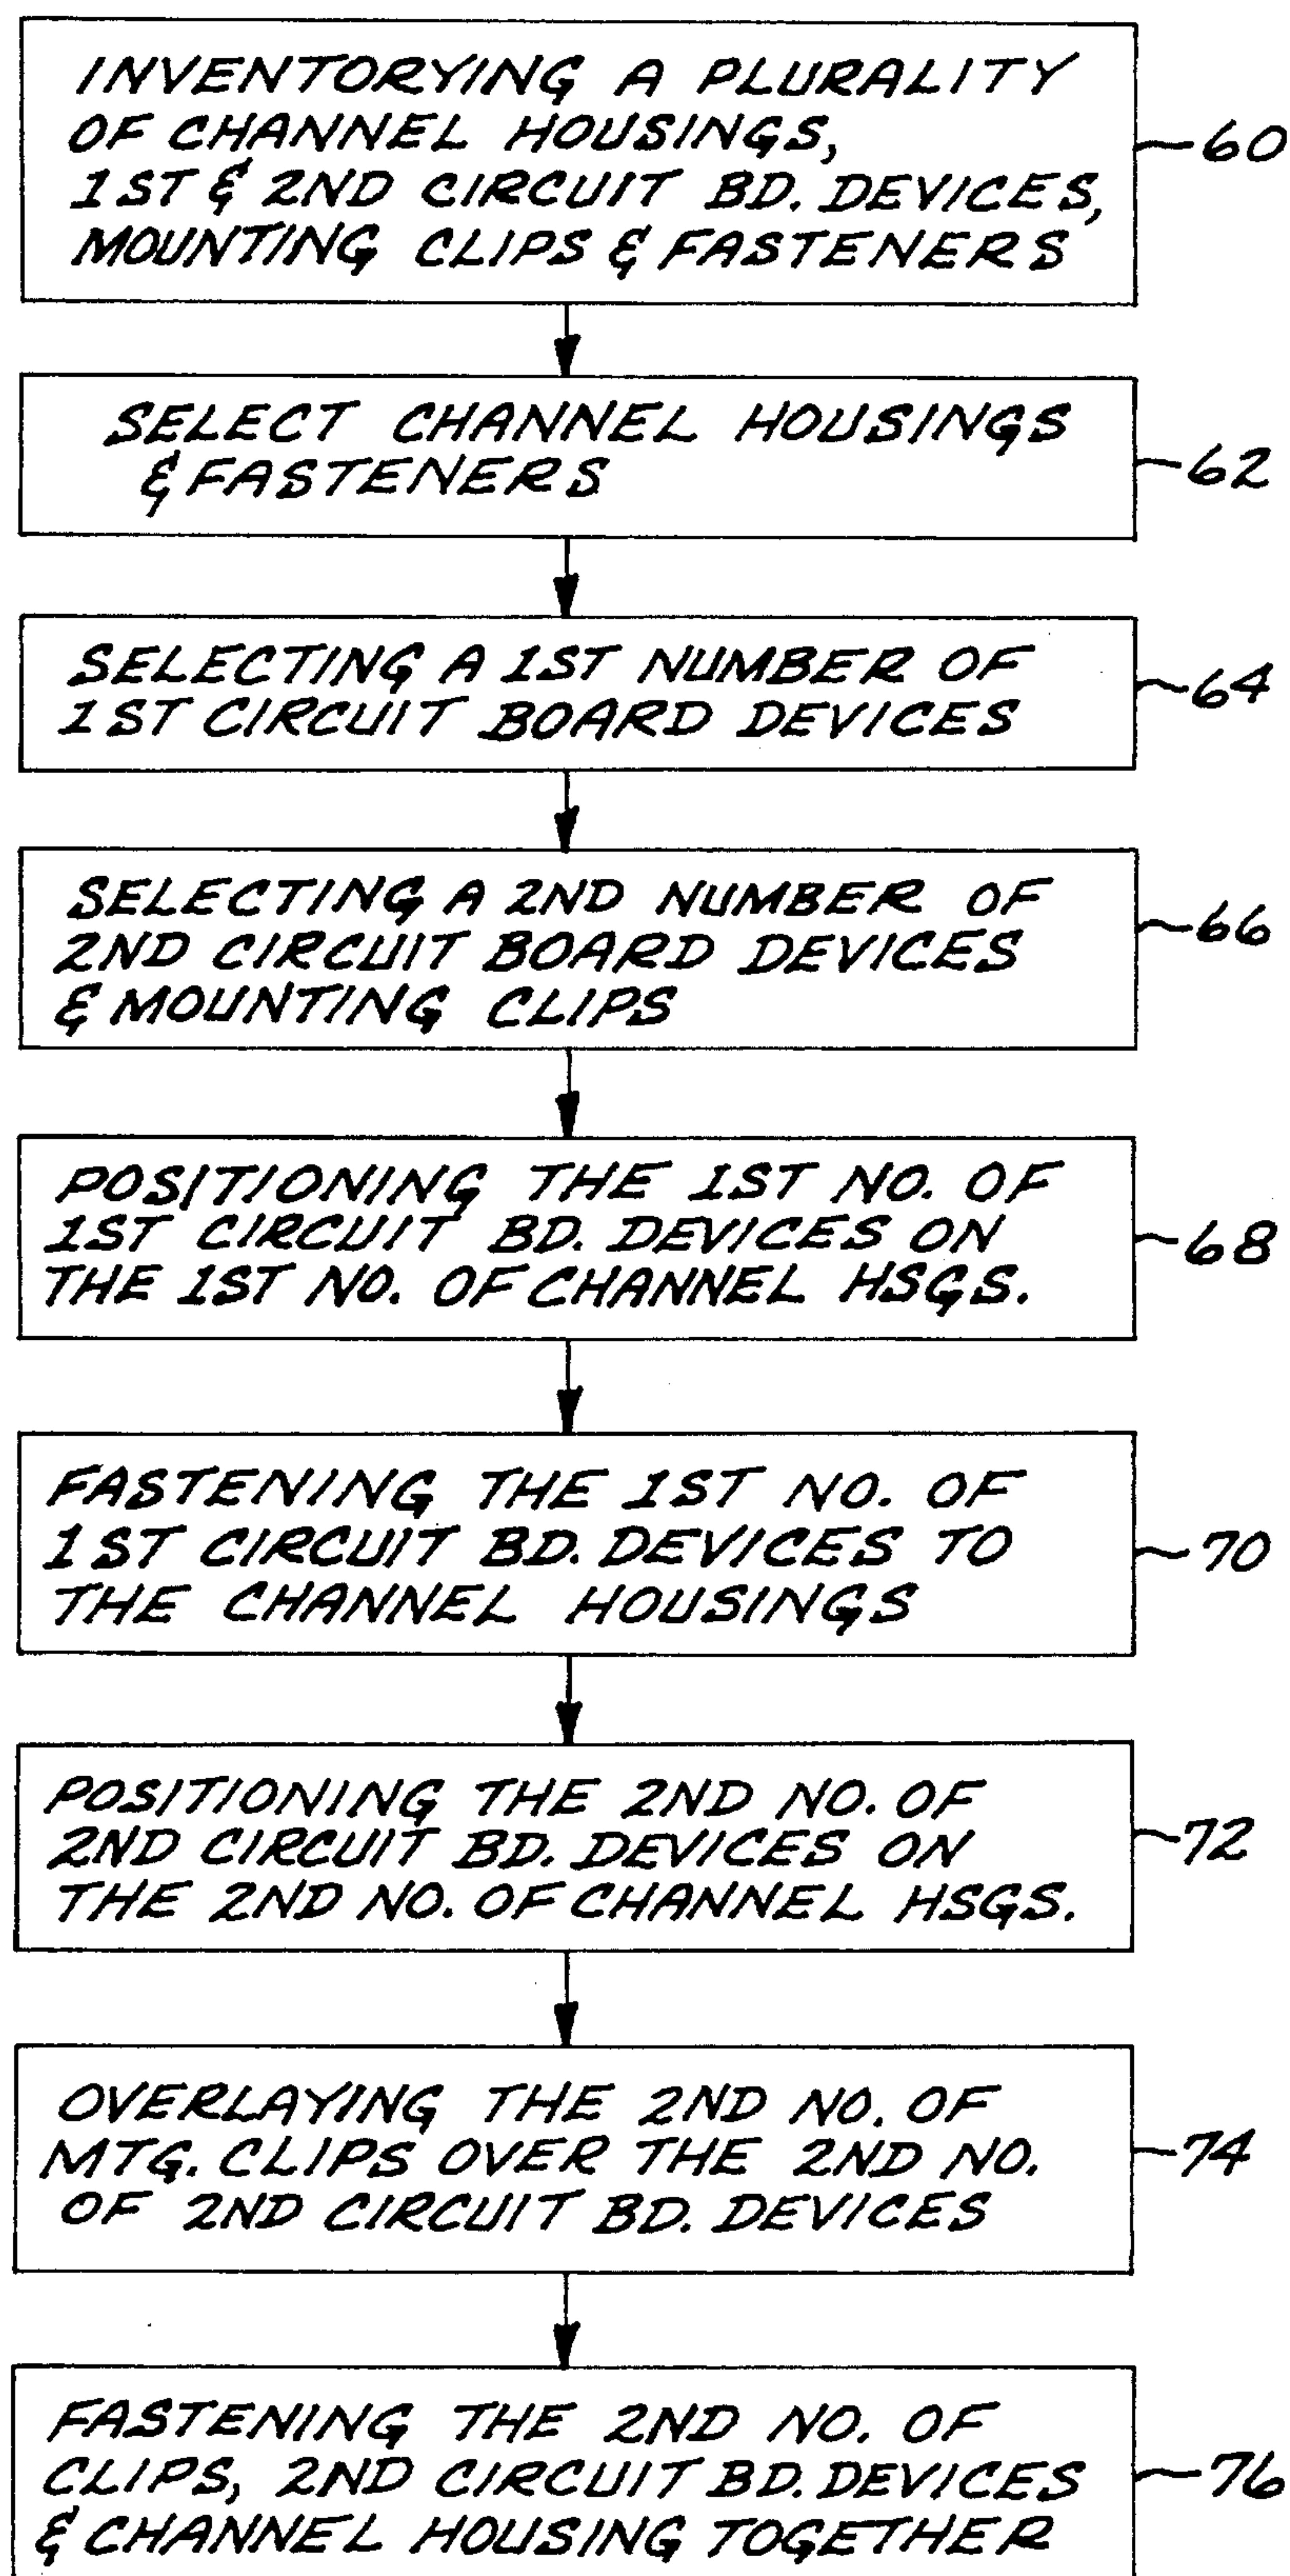 INVENTORYING A PLURALITY
OF CHANNEL HOUSINGS,
1ST & 2ND CIRCUIT BD. DEVICES,
MOUNTING CLIPS & FASTENERS
60
SELECT CHANNEL HOUSINGS
& FASTENERS
62
SELECTING A 1ST NUMBER OF
1ST CIRCUIT BOARD DEVICES
64
SELECTING A 2ND NUMBER OF
2ND CIRCUIT BOARD DEVICES
& MOUNTING CLIPS
66
POSITIONING THE 1ST NO. OF
1ST CIRCUIT BD. DEVICES ON
THE 1ST NO. OF CHANNEL HSGS.
68
FASTENING THE 1ST NO. OF
1ST CIRCUIT BD. DEVICES TO
THE CHANNEL HOUSINGS
70
POSITIONING THE 2ND NO. OF
2ND CIRCUIT BD. DEVICES ON
THE 2ND NO. OF CHANNEL HSGS.
72
OVERLAYING THE 2ND NO. OF
MTG. CLIPS OVER THE 2ND NO.
OF 2ND CIRCUIT BD. DEVICES
74
FASTENING THE 2ND NO. OF
CLIPS, 2ND CIRCUIT BD. DEVICES
& CHANNEL HOUSING TOGETHER
76